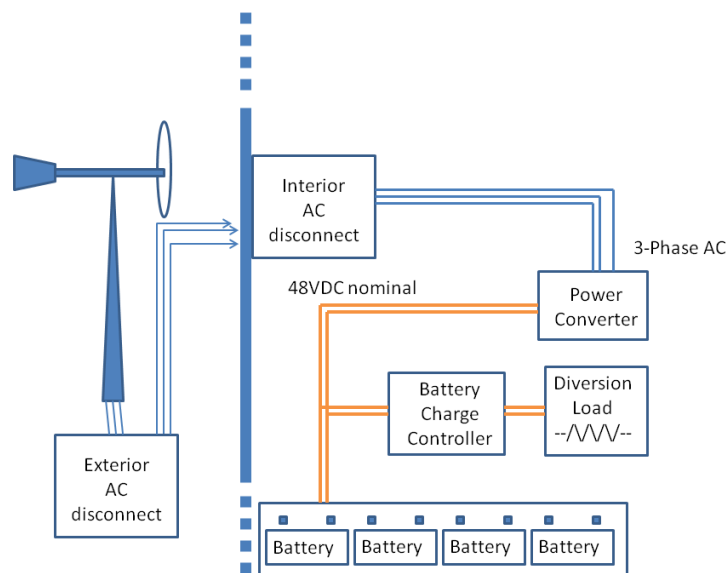 Interior
AC
disconnect
3-Phase AC
48VDC nominal
Power
Converter
Battery
Charge
Controller
Diversion
Load
--/\/\/\/--
Exterior
AC
disconnect
Battery
Battery
Battery
Battery